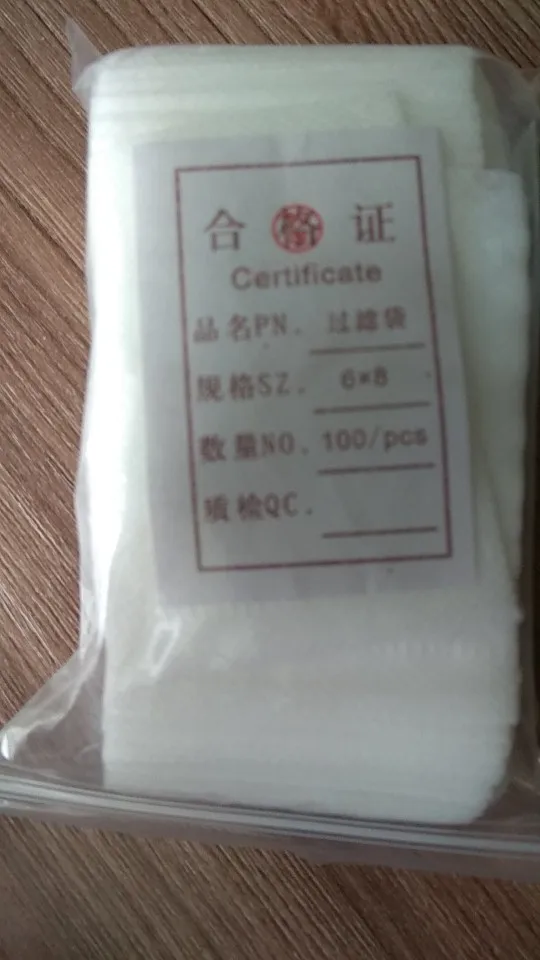 合格证
Certificate
品名PN. 过滤袋
规格SZ. 6*8
数量NO. 100/pcs
质检QC.